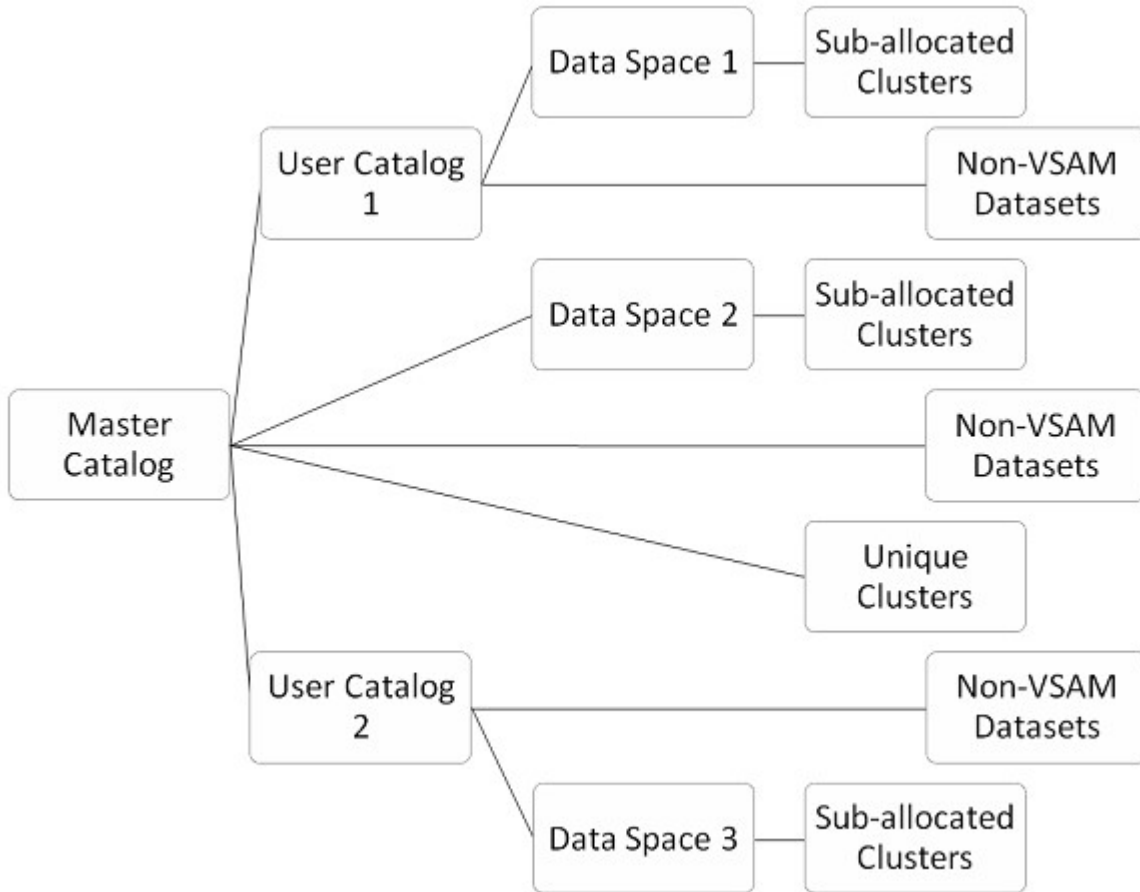 Data Space 1
Sub-allocated
Clusters
User Catalog
1
Non-VSAM
Datasets
Data Space 2
Sub-allocated
Clusters
Master
Catalog
Non-VSAM
Datasets
Unique
Clusters
User Catalog
2
Non-VSAM
Datasets
Data Space 3
Sub-allocated
Clusters